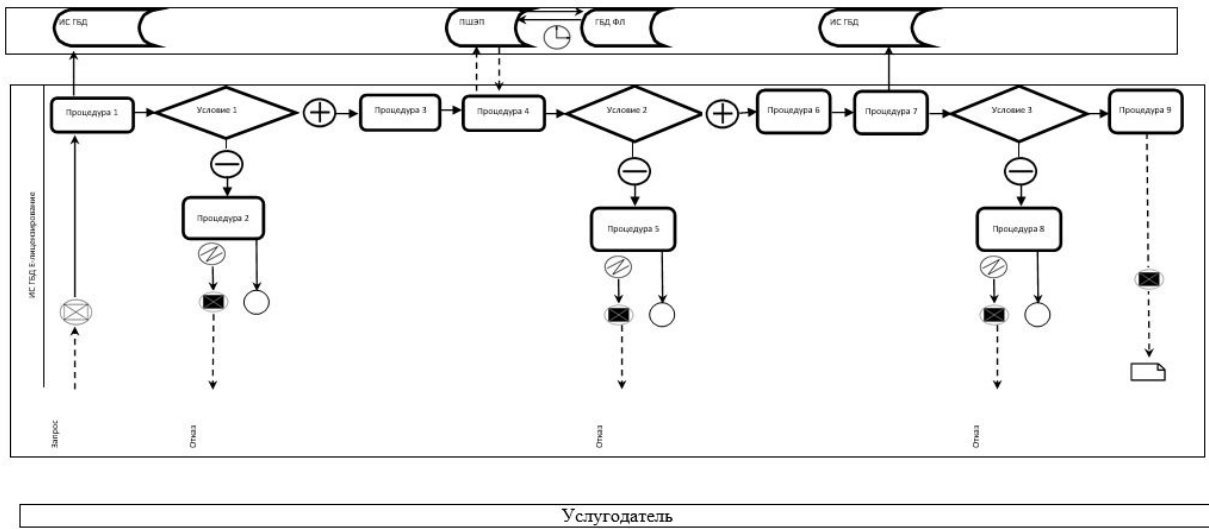 ИС ГБД
ПШЭП
ГБД ФЛ
ИС ГБД
Процедура 1
Условие 1
Процедура 3
Процедура 4
Условие 2
Процедура 6
Процедура 7
Условие 3
Процедура 9
Процедура 2
Процедура 5
Процедура 8
ИС ГБД Е-лицензирование
Запрос
Отказ
Отказ
Отказ
Услугодатель